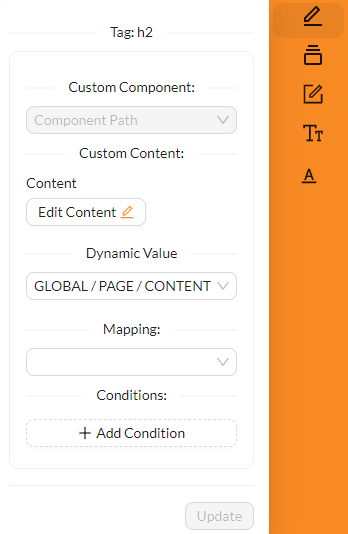 Tag: h2
Custom Component:
Component Path
Custom Content:
Content
Edit Content
Dynamic Value
GLOBAL / PAGE / CONTENT
Mapping:
Conditions:
+ Add Condition
Update
TT
A